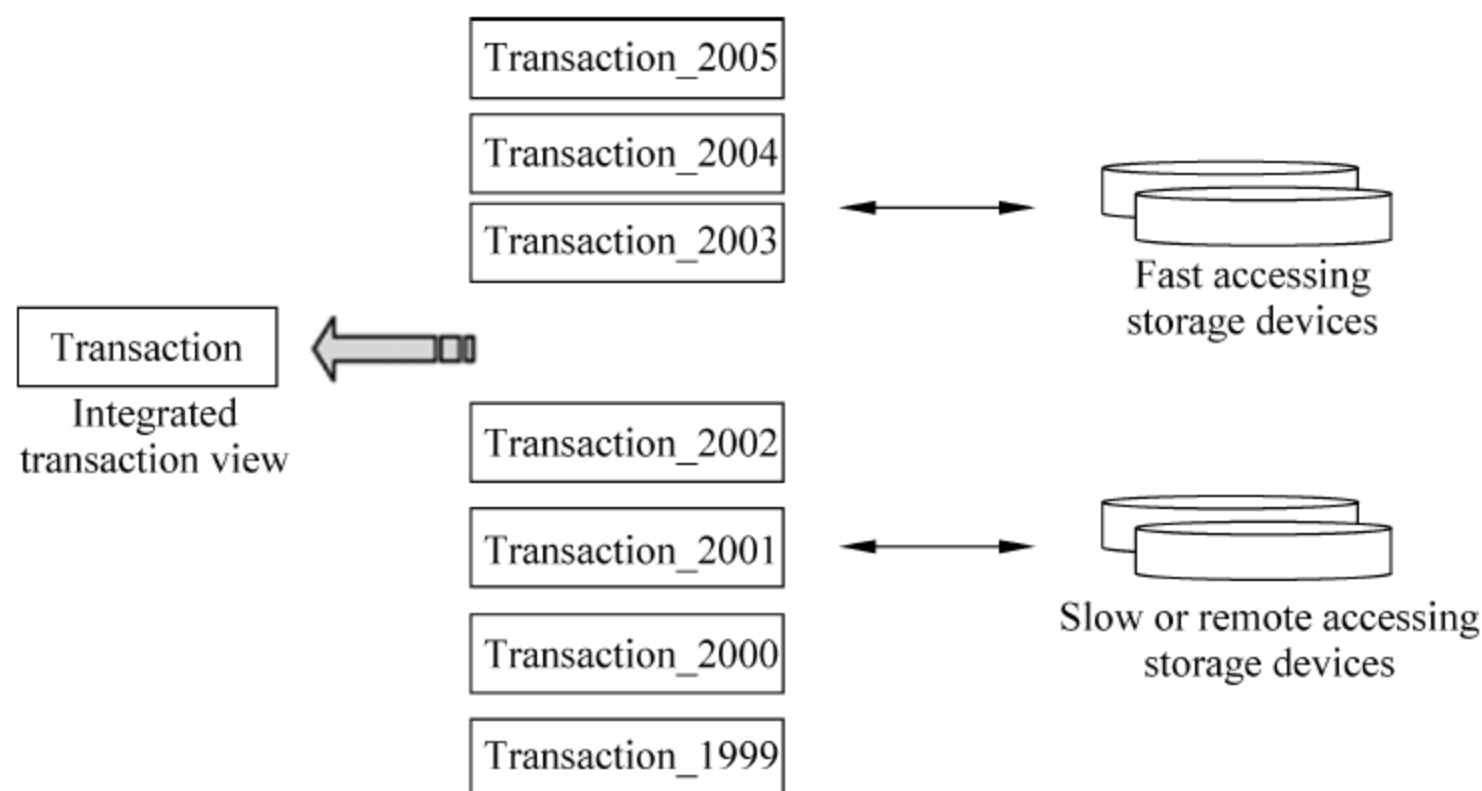 Transaction_2005
Transaction_2004
Transaction_2003
Fast accessing
storage devices
Transaction
Integrated
transaction view
Transaction_2002
Transaction_2001
Transaction_2000
Transaction_1999
Slow or remote accessing
storage devices